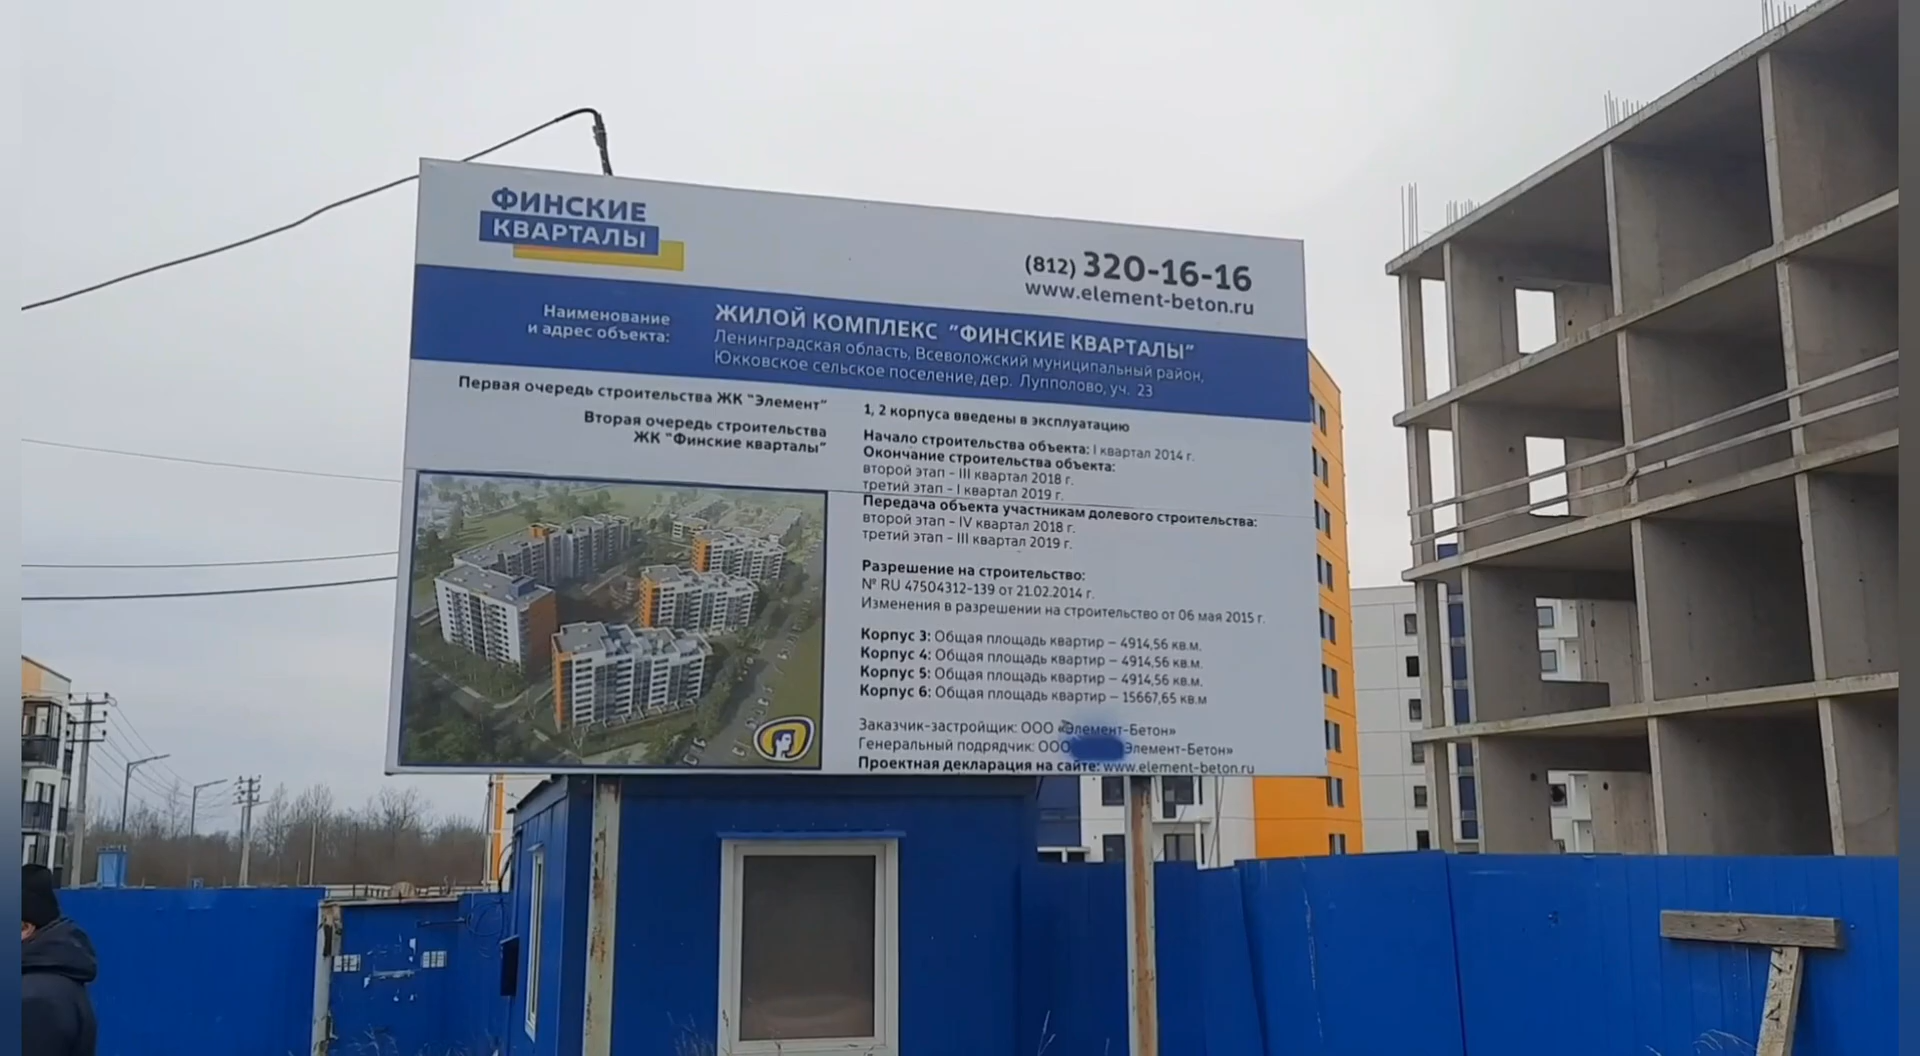 ФИНСКИЕ
КВАРТАЛЫ
(812) 320-16-16
www.element-beton.ru
Наименование
и адрес объекта:
ЖИЛОЙ КОМПЛЕКС "ФИНСКИЕ КВАРТАЛЫ"
Ленинградская область, Всеволожский муниципальный район,
Юкковское сельское поселение, дер. Лупполово, уч. 23
Первая очередь строительства ЖК "Элемент"
1, 2 корпуса введены в эксплуатацию
Вторая очередь строительства
ЖК "Финские кварталы"
Начало строительства объекта: I квартал 2014 г.
Окончание строительства объекта:
второй этап – III квартал 2018 г.
третий этап – I квартал 2019 г.
Передача объекта участникам долевого строительства:
второй этап – IV квартал 2018 г.
третий этап – III квартал 2019 г.
Разрешение на строительство:
№ RU 47504312-139 от 21.02.2014 г.
Изменения в разрешении на строительство от 06 мая 2015 г.
Корпус 3: Общая площадь квартир – 4914,56 кв.м.
Корпус 4: Общая площадь квартир – 4914,56 кв.м.
Корпус 5: Общая площадь квартир – 4914,56 кв.м.
Корпус 6: Общая площадь квартир – 15667,65 кв.м
Заказчик-застройщик: ООО «Элемент-Бетон»
Генеральный подрядчик: ООО Элемент-Бетон»
Проектная декларация на сайте: www.element-beton.ru